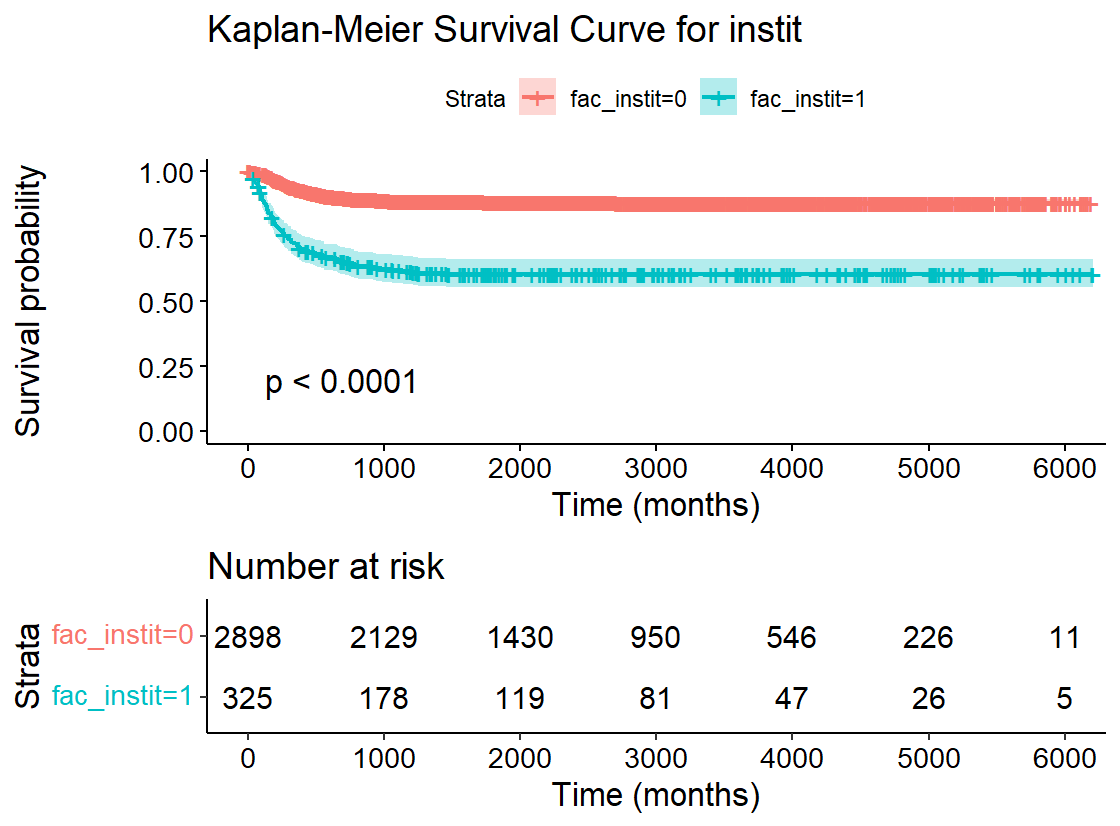 Kaplan-Meier Survival Curve for instit
Strata fac_instit=0 fac_instit=1
Survival probability
1.00
0.75
0.50
0.25
0.00
p < 0.0001
0 1000 2000 3000 4000 5000 6000
Time (months)
Number at risk
Strata
fac_instit=0 2898 2129 1430 950 546 226 11
fac_instit=1 325 178 119 81 47 26 5
0 1000 2000 3000 4000 5000 6000
Time (months)